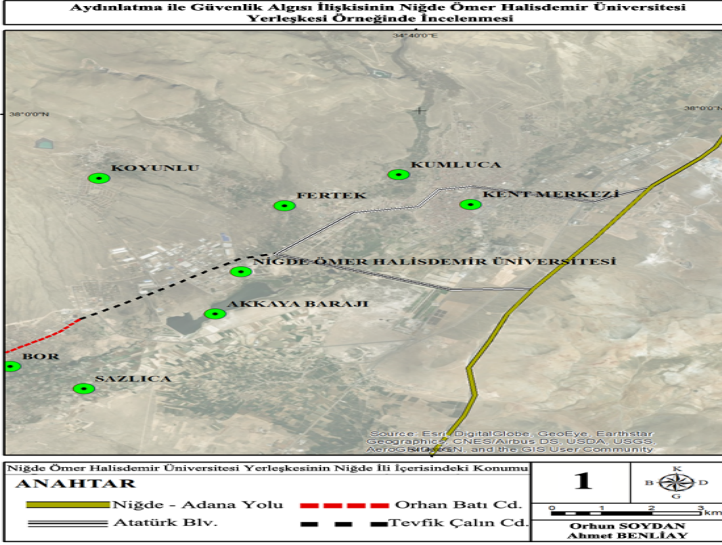 Aydınlatma ile Güvenlik Algısı İlişkisinin Niğde Ömer Halisdemir Üniversitesi
Yerleşkesi Örneğinde İncelenmesi
34°40'0"E
38°0'0"N
38°0'0"N
KOYUNLU
KUMLUCA
FERTEK
KENT MERKEZİ
NİĞDE ÖMER HALİSDEMİR ÜNİVERSİTESİ
AKKAYA BARAJI
BOR
SAZLICA
Source: Esri, DigitalGlobe, GeoEye, Earthstar
Geographics, CNES/Airbus DS, USDA, USGS,
and the GIS User Community
Niğde Ömer Halisdemir Üniversitesi Yerleşkesinin Niğde İli İçerisindeki Konumu
ANAHTAR
Niğde - Adana Yolu
Orhan Batı Cd.
Atatürk Blv.
Tevfik Çalın Cd.
1
K
B D
G
0 1 2 3 km
Orhun SOYDAN
Ahmet BENLİAY